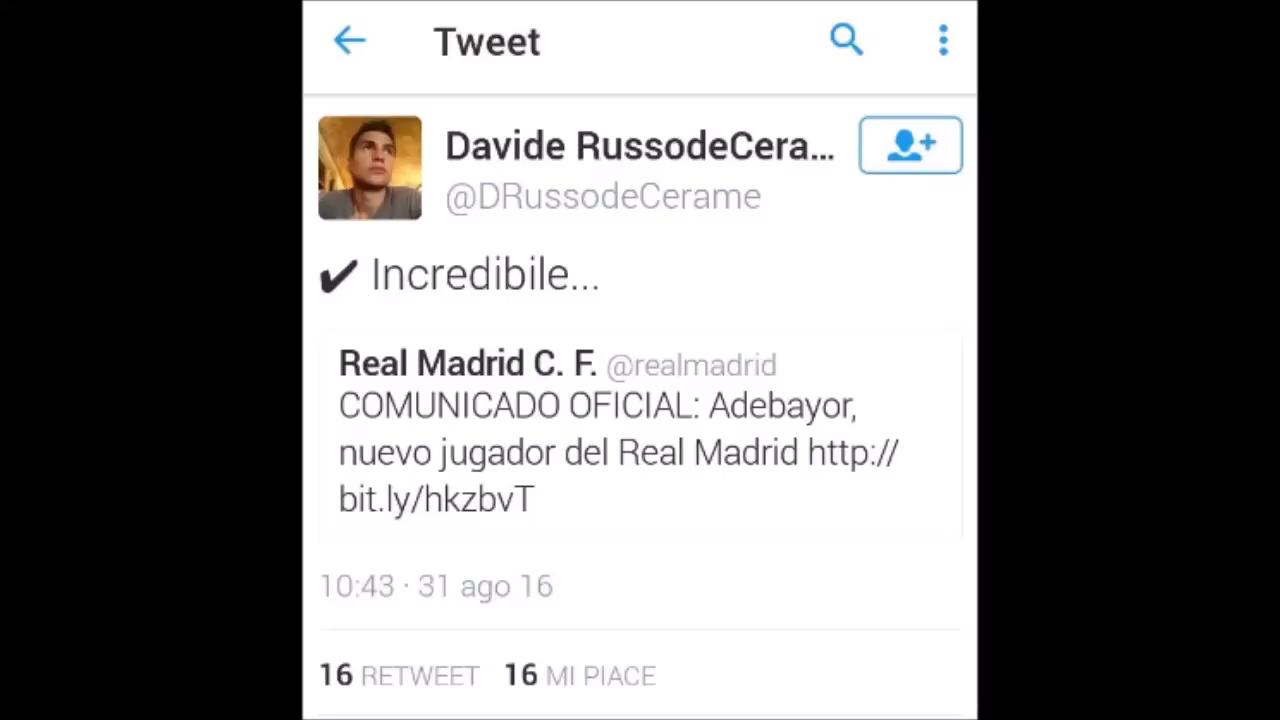 Tweet
Davide RussodeCera...
@DRussodeCerame
✔ Incredibile...
Real Madrid C. F. @realmadrid
COMUNICADO OFICIAL: Adebayor,
nuevo jugador del Real Madrid http://
bit.ly/hkzbvT
10:43 · 31 ago 16
16 RETWEET 16 MI PIACE